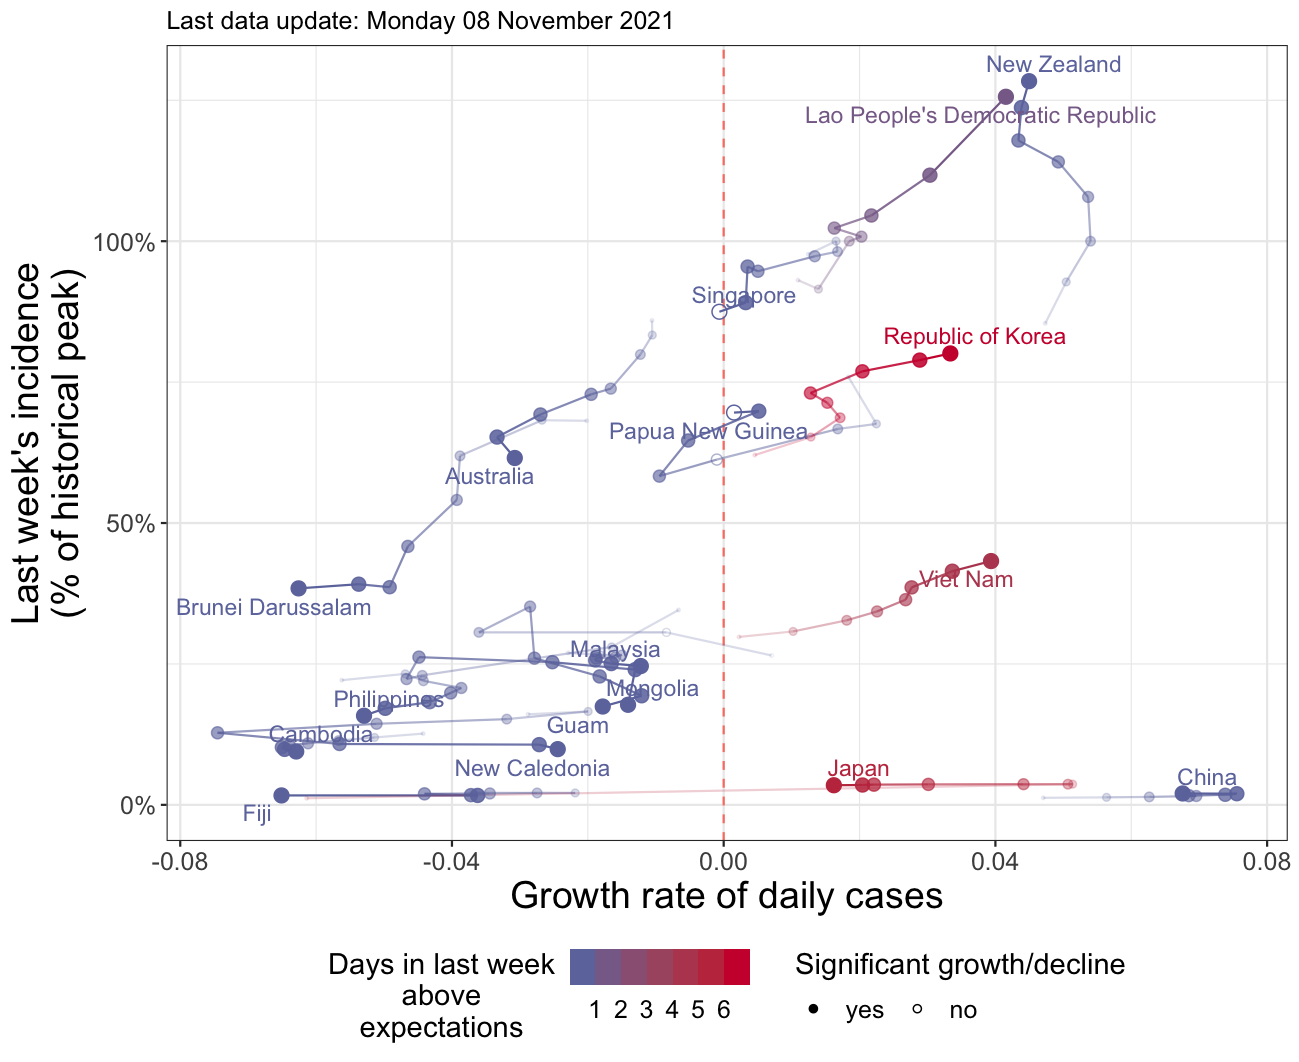 Last data update: Monday 08 November 2021
New Zealand
Lao People's Democratic Republic
Singapore
Republic of Korea
Papua New Guinea
Australia
Viet Nam
Brunei Darussalam
Malaysia
Mongolia
Philippines
Guam
Cambodia
New Caledonia
Japan
China
Fiji
100%
50%
0%
Last week's incidence
(% of historical peak)
-0.08 -0.04 0.00 0.04 0.08
Growth rate of daily cases
Days in last week
above
expectations
1 2 3 4 5 6
Significant growth/decline
yes no